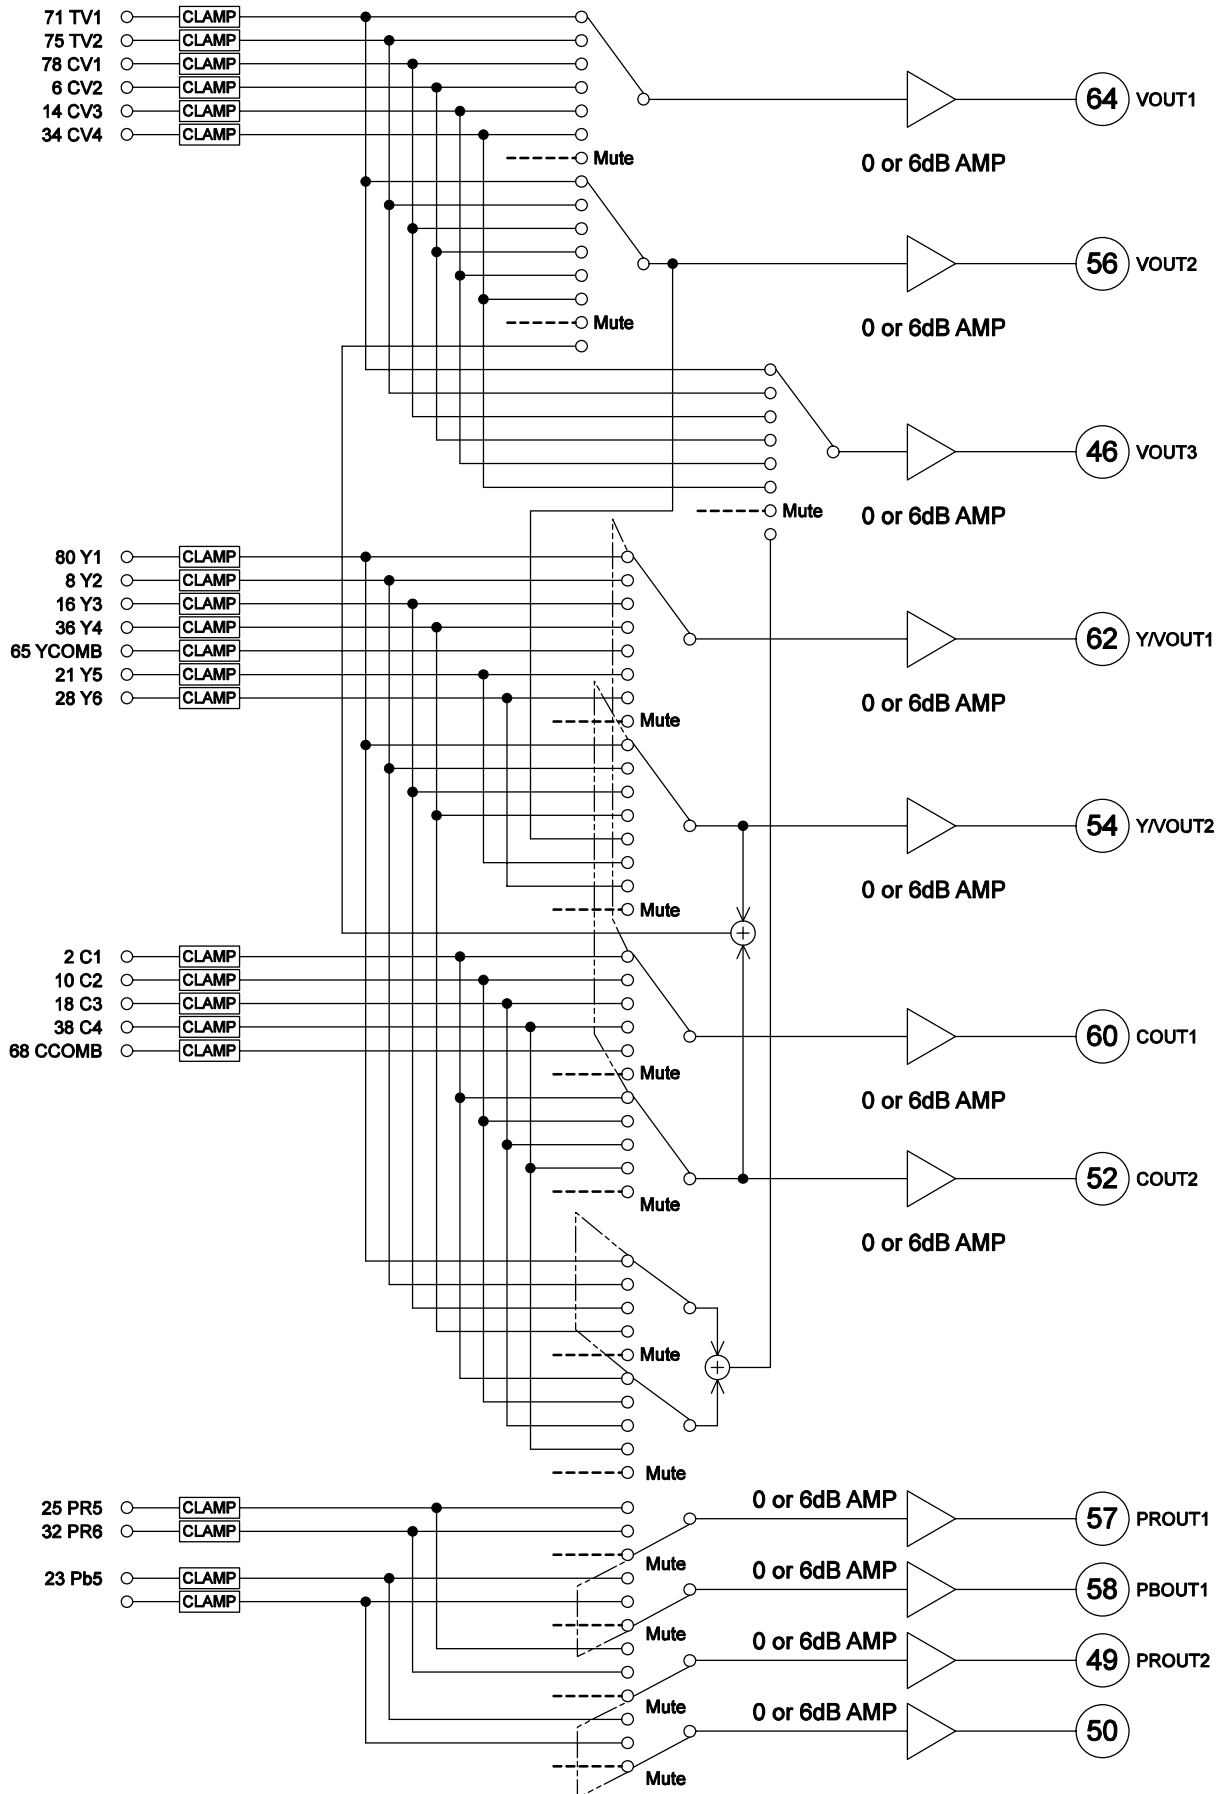 71 TV1 CLAMP
75 TV2 CLAMP
78 CV1 CLAMP
6 CV2 CLAMP
64 VOUT1
14 CV3 CLAMP
34 CV4 CLAMP
Mute
0 or 6dB AMP
56 VOUT2
Mute
0 or 6dB AMP
46 VOUT3
Mute
0 or 6dB AMP
80 Y1 CLAMP
8 Y2 CLAMP
16 Y3 CLAMP
36 Y4 CLAMP
62 Y/VOUT1
65 YCOMB CLAMP
21 Y5 CLAMP
28 Y6 CLAMP
0 or 6dB AMP
Mute
54 Y/VOUT2
0 or 6dB AMP
Mute
2 C1 CLAMP
10 C2 CLAMP
18 C3 CLAMP
38 C4 CLAMP
60 COUT1
68 CCOMB CLAMP
Mute
0 or 6dB AMP
52 COUT2
Mute
0 or 6dB AMP
Mute
Mute
25 PR5 CLAMP
0 or 6dB AMP
57 PROUT1
32 PR6 CLAMP
Mute
0 or 6dB AMP
23 Pb5 CLAMP
58 PBOUT1
CLAMP
Mute
0 or 6dB AMP
49 PROUT2
Mute
0 or 6dB AMP
50
Mute